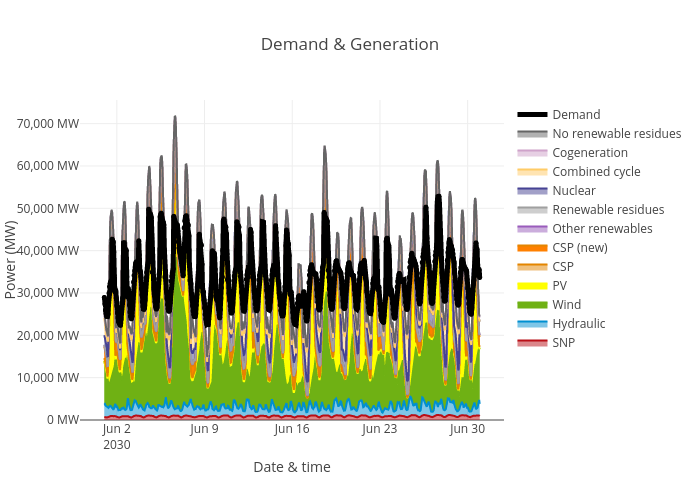 Demand & Generation
70,000 MW
60,000 MW
50,000 MW
40,000 MW
30,000 MW
20,000 MW
10,000 MW
0 MW
Power (MW)
Jun 2
2030
Jun 9
Jun 16
Jun 23
Jun 30
Date & time
Demand
No renewable residues
Cogeneration
Combined cycle
Nuclear
Renewable residues
Other renewables
CSP (new)
CSP
PV
Wind
Hydraulic
SNP